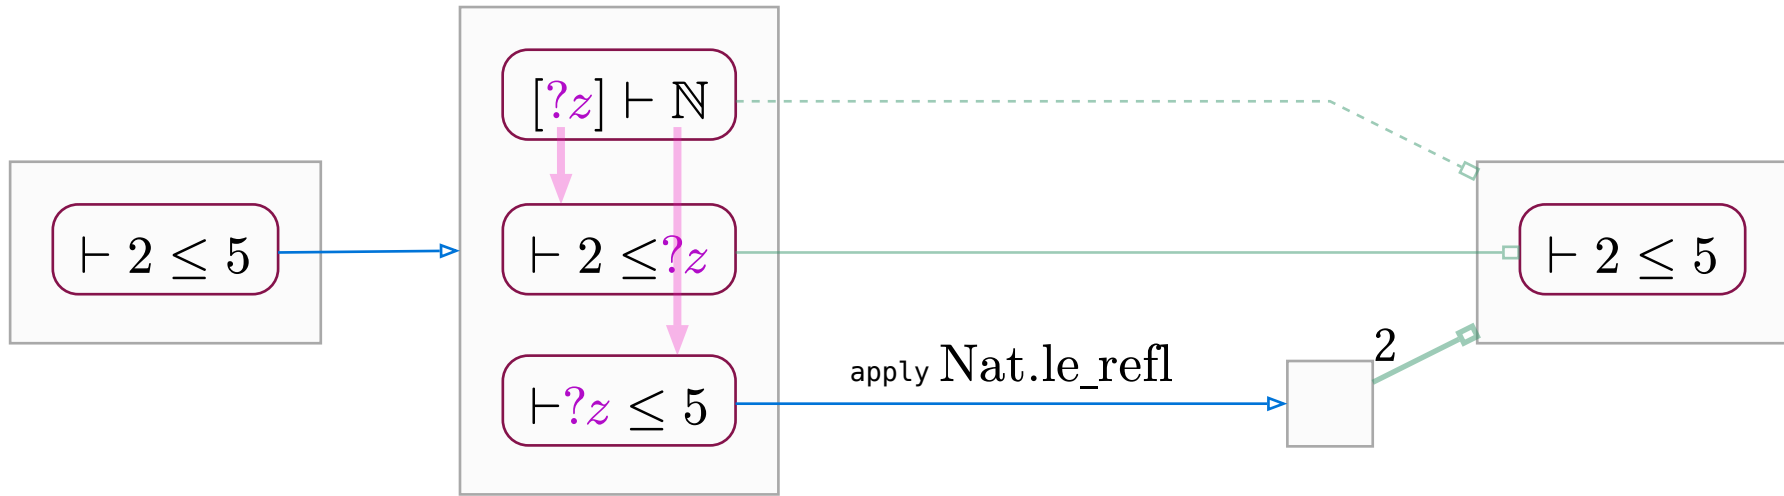 [?z] ⊢ ℕ
⊢ 2 ≤ 5
⊢ 2 ≤?z
⊢ 2 ≤ 5
⊢?z ≤ 5
apply Nat.le_refl
2